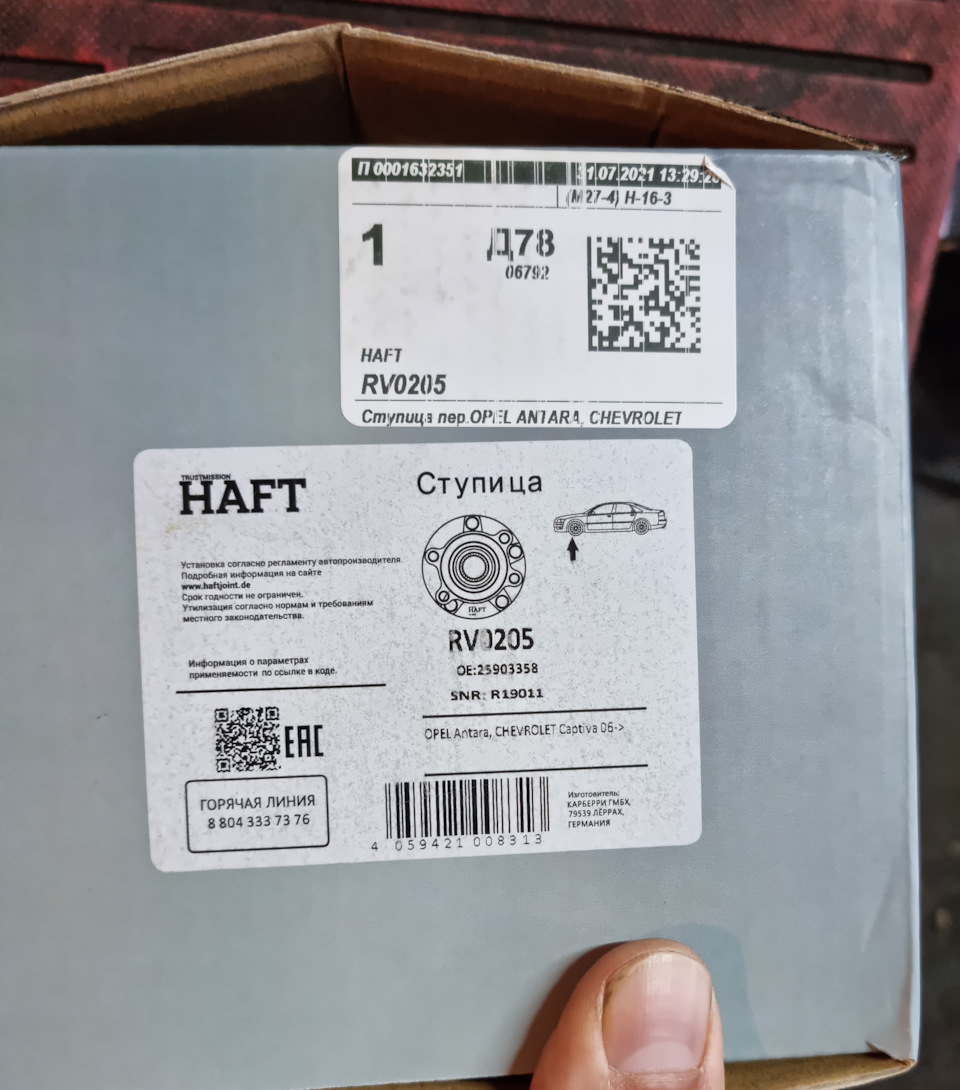 П 0001632351 31.07.2021 13:29:20
(М27-4) Н-16-3
1 Д78
06792
HAFT
RV0205
Ступица пер.OPEL ANTARA, CHEVROLET
TRUSTMISSION
HAFT
Ступица
Установка согласно регламенту автопроизводителя.
Подробная информация на сайте
www.haftjoint.de
Срок годности не ограничен.
Утилизация согласно нормам и требованиям
местного законодательства.
HAFT
RV0205
OE:25903358
SNR: R19011
Информация о параметрах
применяемости по ссылке в коде.
OPEL Antara, CHEVROLET Captiva 06->
EAC
ГОРЯЧАЯ ЛИНИЯ
8 804 333 73 76
4 059421 008313
Изготовитель:
КАРБЕРРИ ГМБХ,
79539 ЛЁРРАХ,
ГЕРМАНИЯ